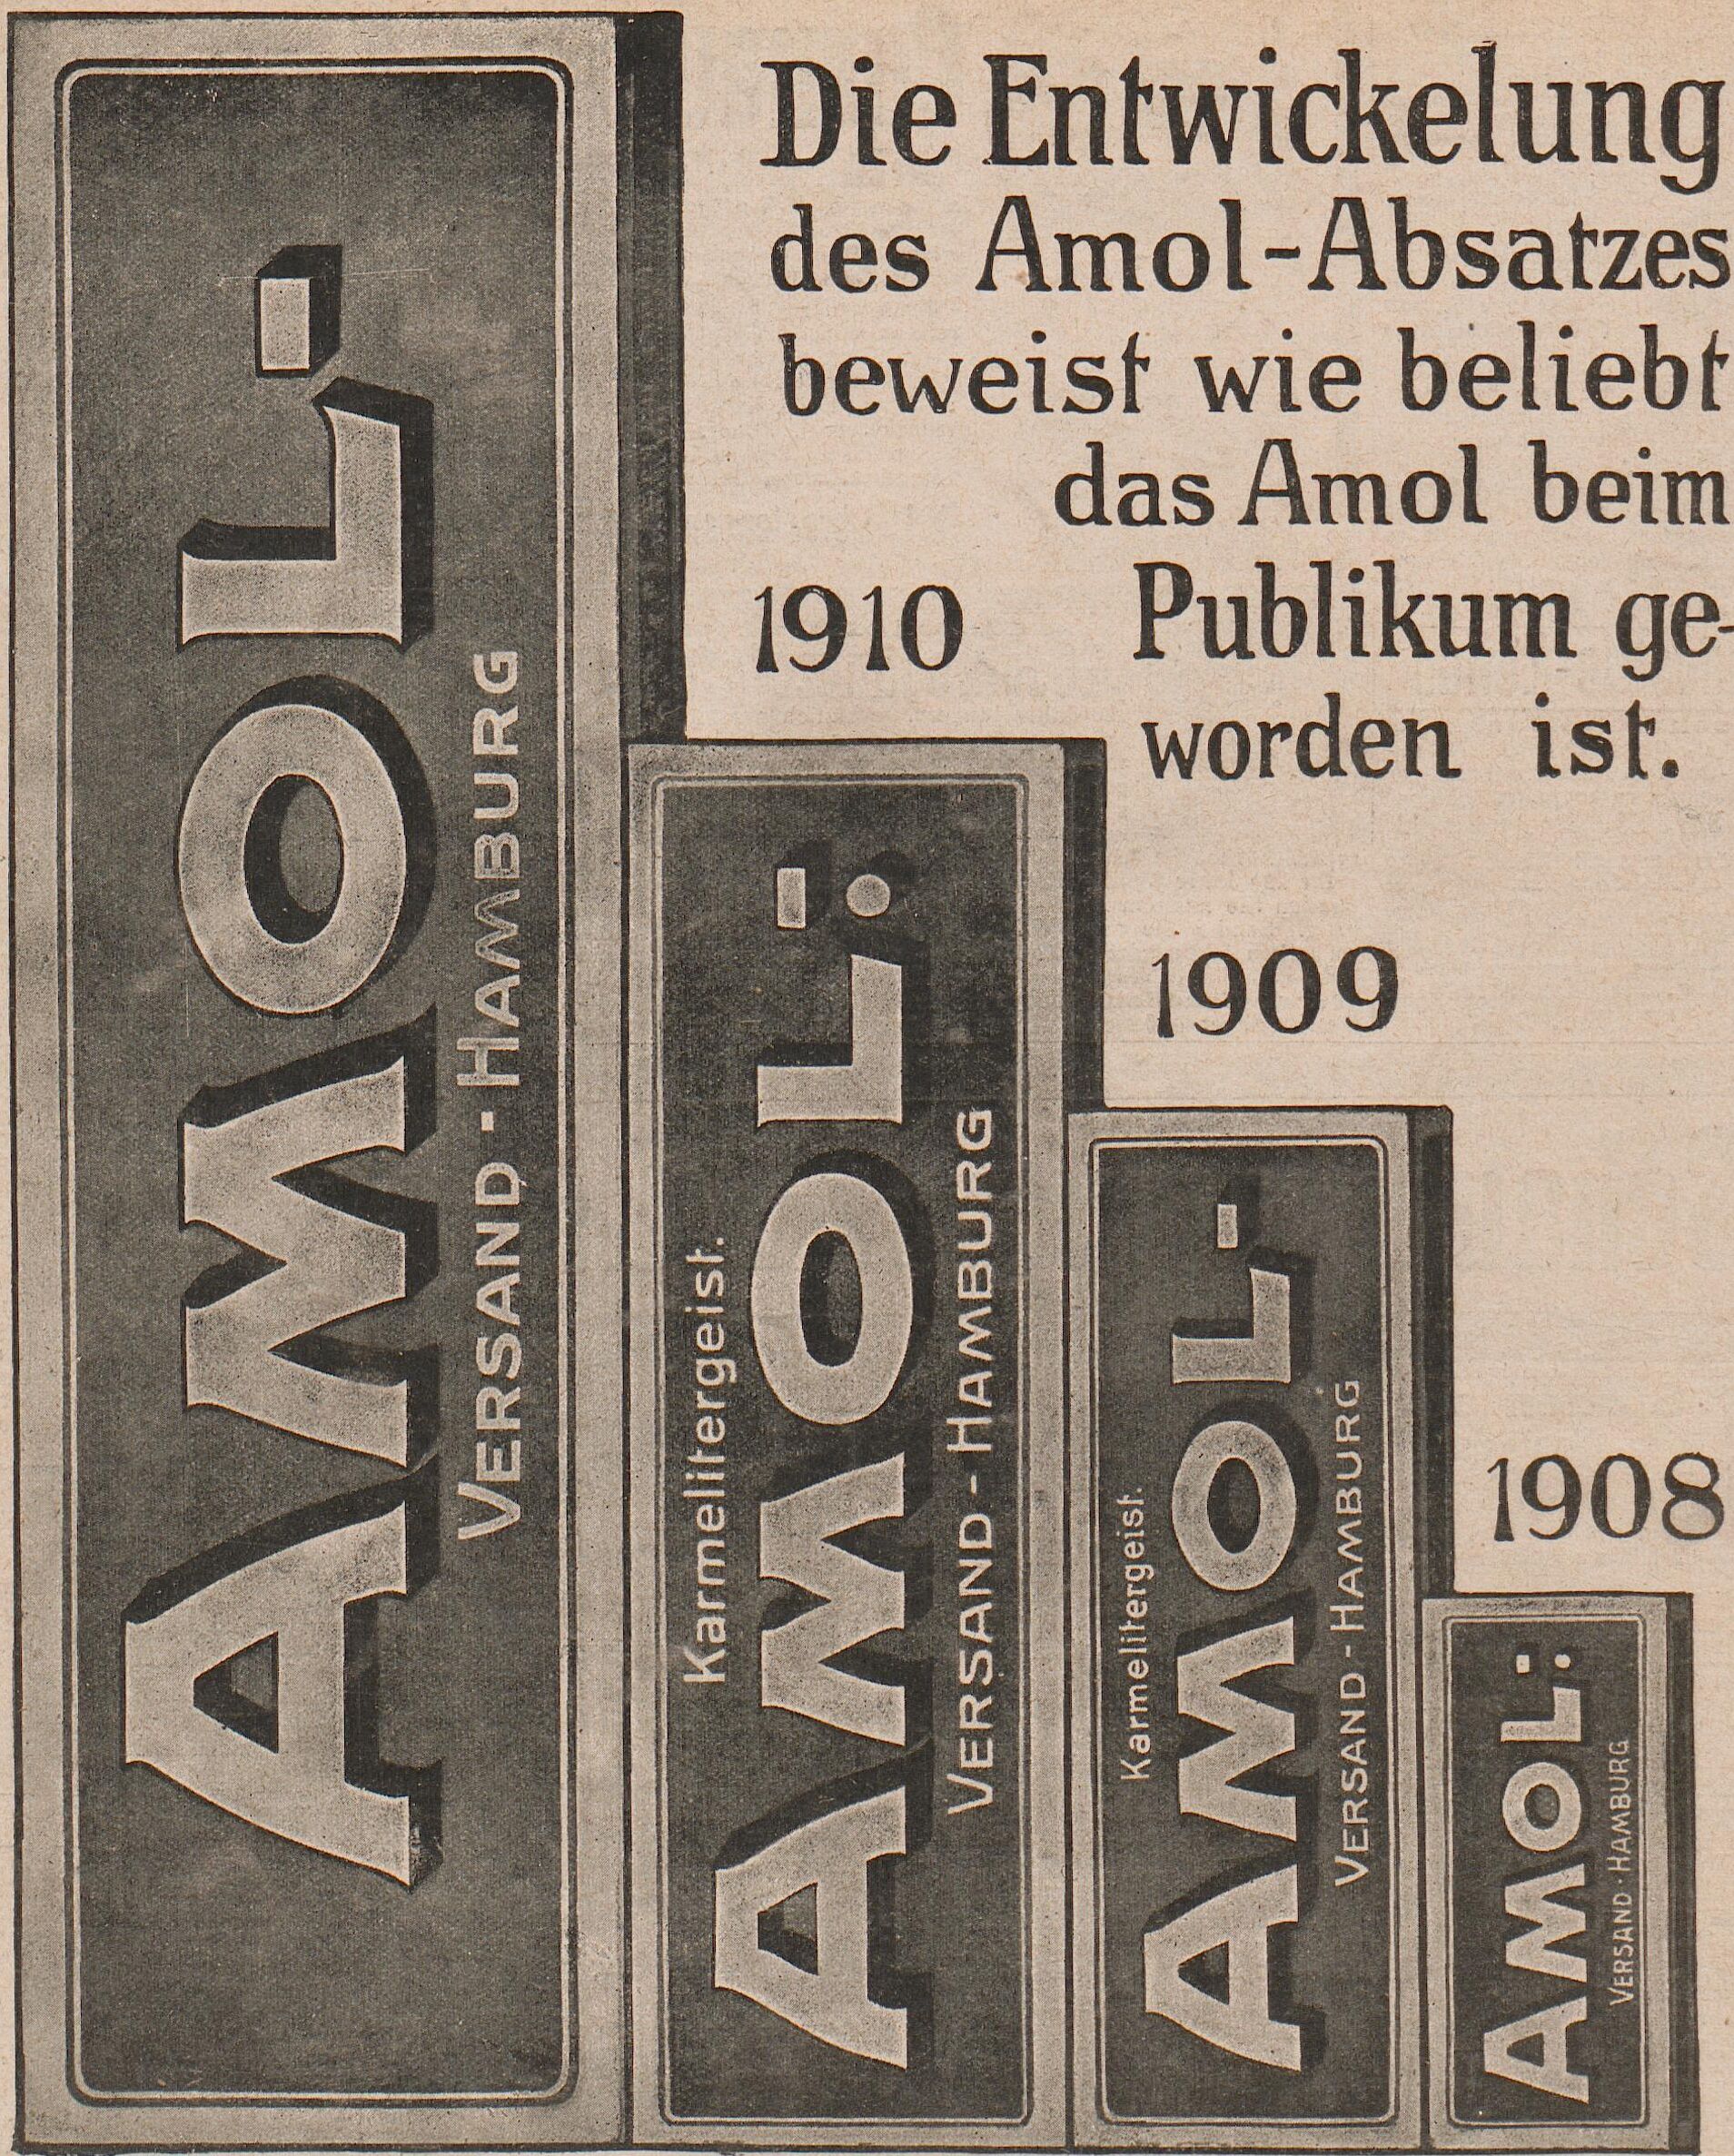 Die Entwickelung
des Amol-Absatzes
beweist wie beliebt
das Amol beim
Publikum ge-
worden ist.
1910
1909
1908
AMOL-
VERSAND-HAMBURG
Karmelitergeist.
AMOL:-
VERSAND-HAMBURG
Karmelitergeist.
AMOL-
VERSAND-HAMBURG
AMOL:-
VERSAND-HAMBURG